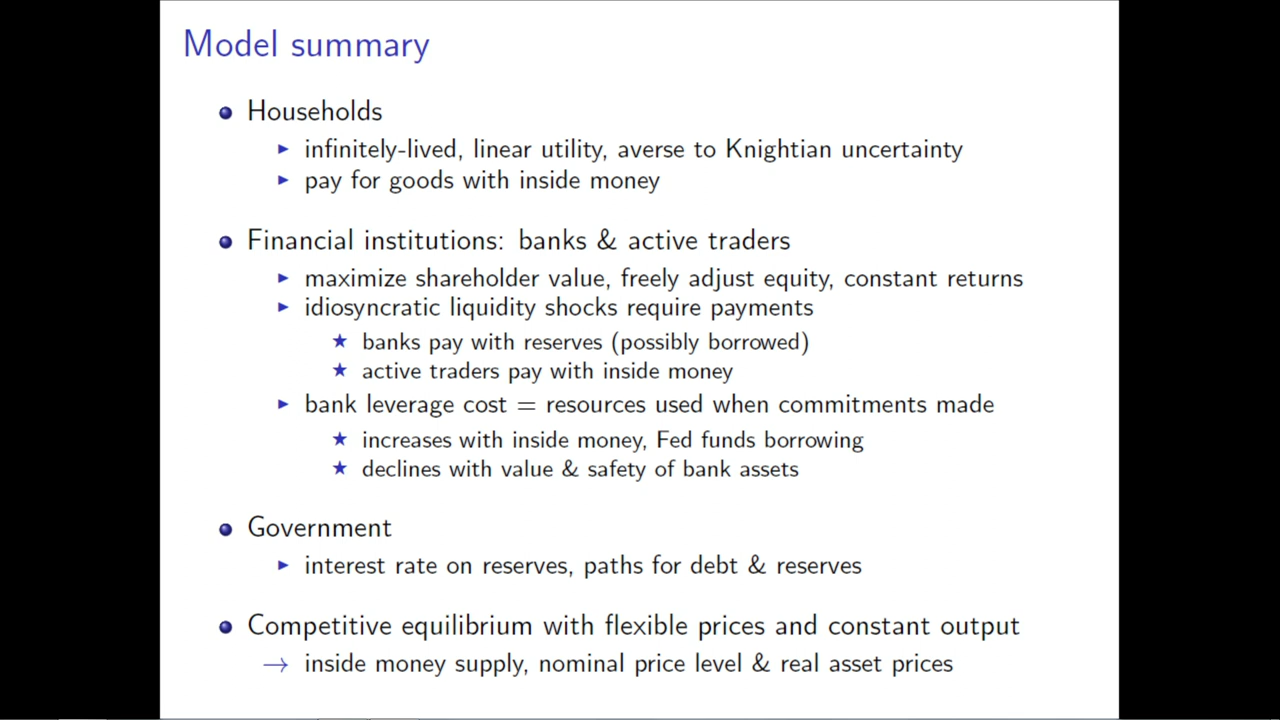 Model summary
Households
infinitely-lived, linear utility, averse to Knightian uncertainty
pay for goods with inside money
Financial institutions: banks & active traders
maximize shareholder value, freely adjust equity, constant returns
idiosyncratic liquidity shocks require payments
banks pay with reserves (possibly borrowed)
active traders pay with inside money
bank leverage cost = resources used when commitments made
increases with inside money, Fed funds borrowing
declines with value & safety of bank assets
Government
interest rate on reserves, paths for debt & reserves
Competitive equilibrium with flexible prices and constant output
→ inside money supply, nominal price level & real asset prices